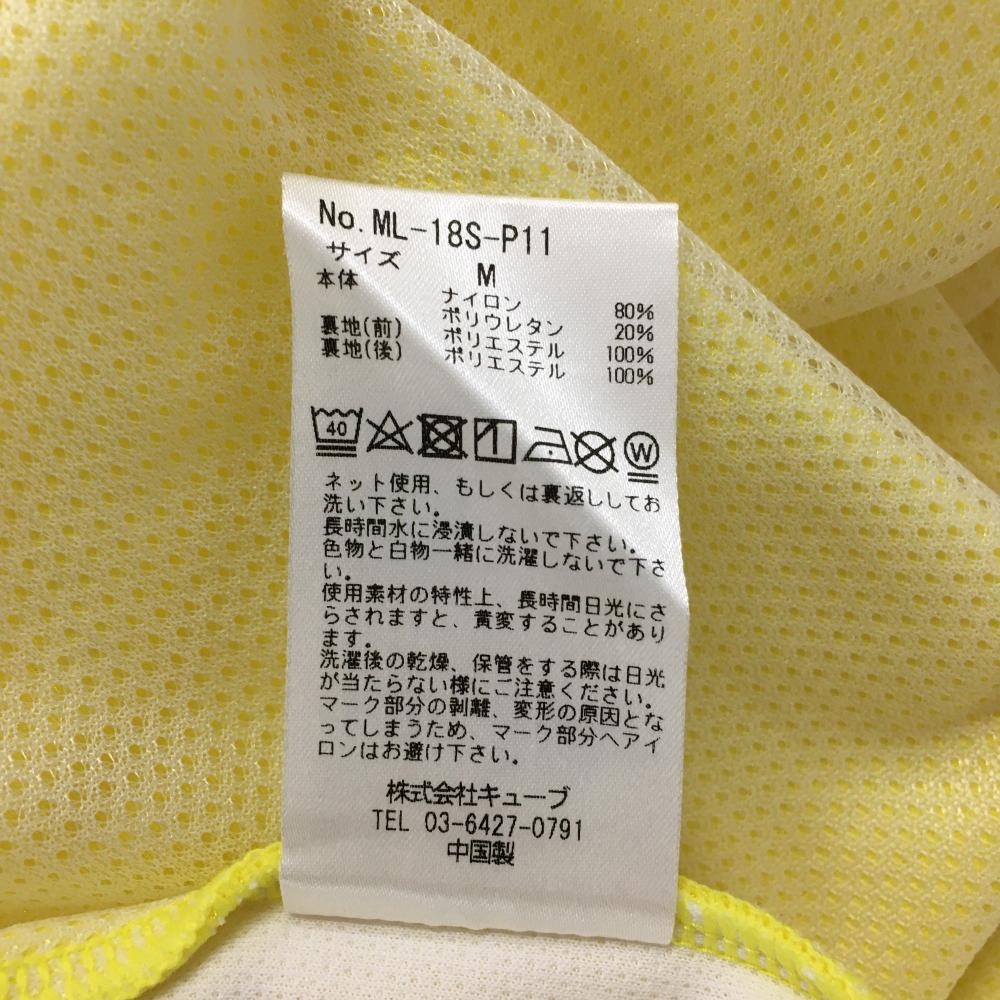 No. ML-18S-P11
サイズ M
本体 ナイロン 80%
ポリウレタン 20%
裏地(前) ポリエステル 100%
裏地(後) ポリエステル 100%
40 W
ネット使用、もしくは裏返ししてお
洗い下さい。
長時間水に浸漬しないで下さい。
色物と白物一緒に洗濯しないで下さ
い。
使用素材の特性上、長時間日光にさ
らされますと、黄変することがあり
ます。
洗濯後の乾燥、保管をする際は日光
が当たらない様にご注意ください。
マーク部分の剥離、変形の原因とな
ってしまうため、マーク部分へアイ
ロンはお避け下さい。
株式会社キューブ
TEL 03-6427-0791
中国製